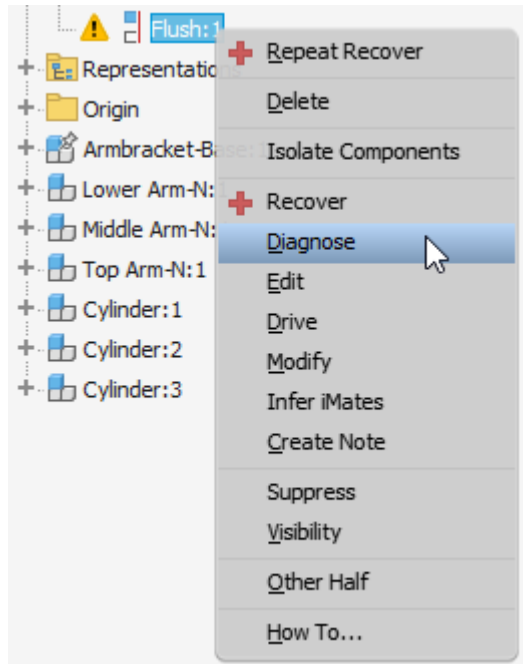 Flush:1
Representations
Origin
Armbracket-Base:1
Lower Arm-N:1
Middle Arm-N:
Top Arm-N:1
Cylinder:1
Cylinder:2
Cylinder:3
Repeat Recover
Delete
Isolate Components
Recover
Diagnose
Edit
Drive
Modify
Infer iMates
Create Note
Suppress
Visibility
Other Half
How To...